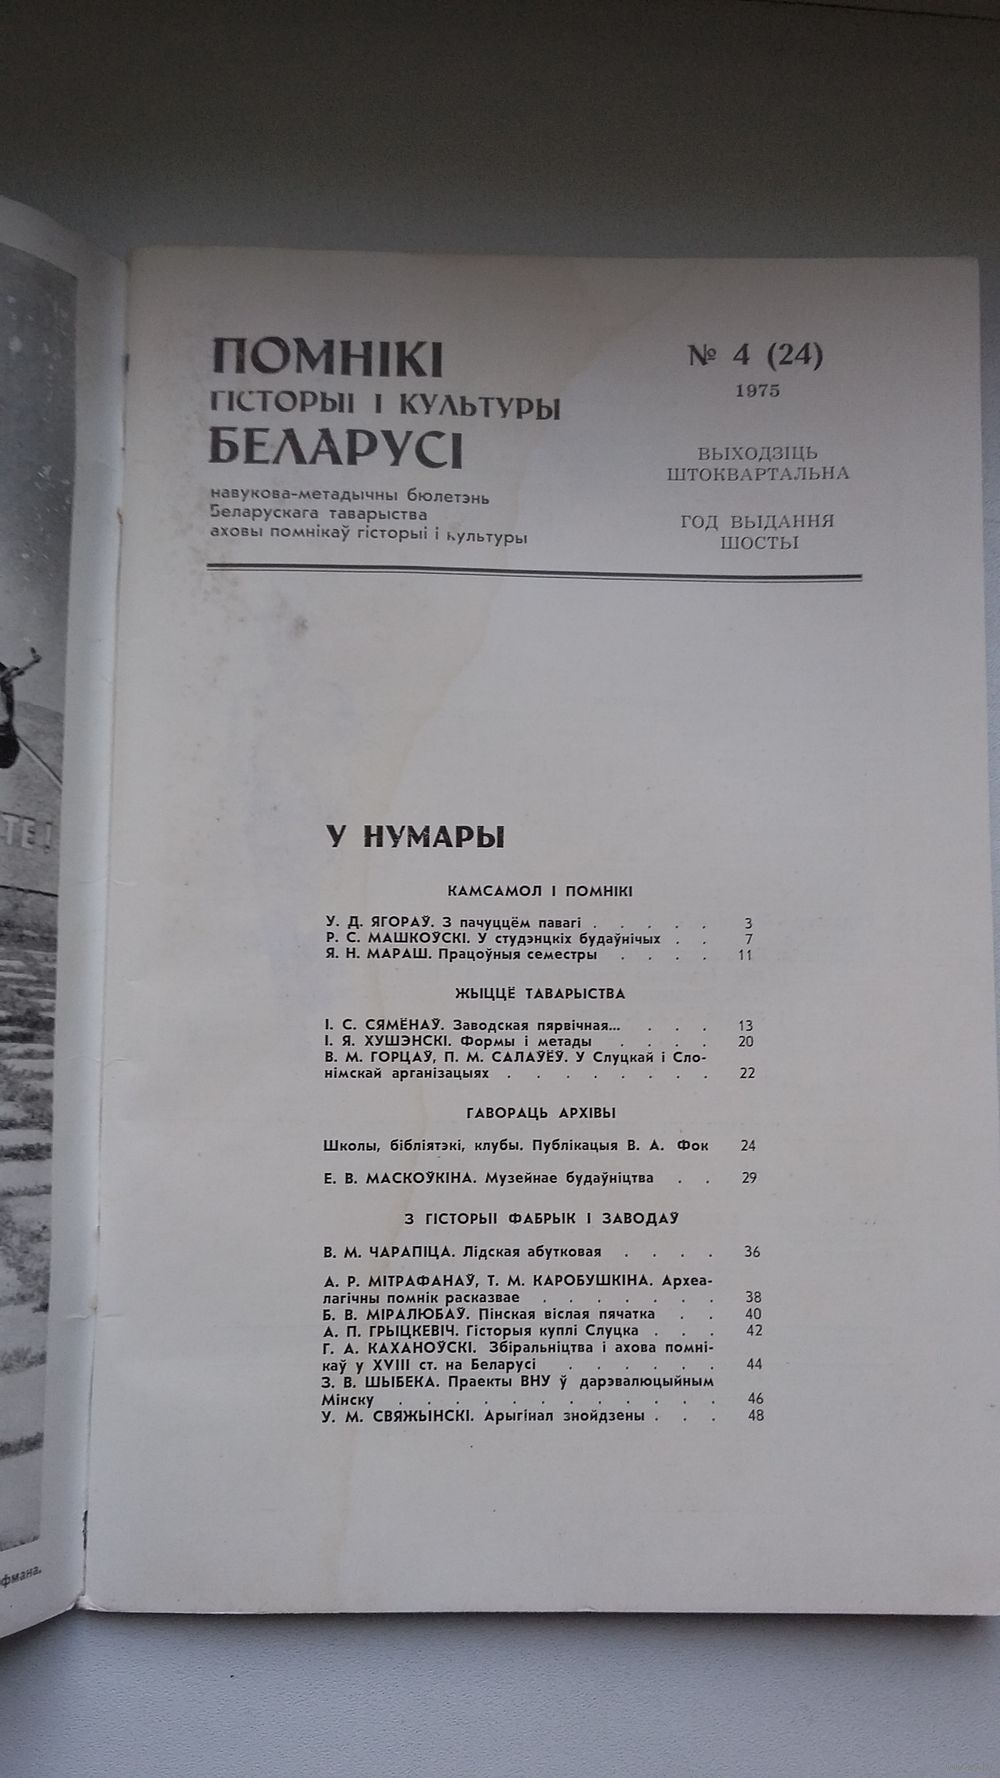 ПОМНІКІ
ГІСТОРЫІ І КУЛЬТУРЫ
БЕЛАРУСІ
навукова-метадычны бюлетэнь
Беларускага таварыства
аховы помнікаў гісторыі і культуры
№ 4 (24)
1975
ВЫХОДЗІЦЬ
ШТОКВАРТАЛЬНА
ГОД ВЫДАННЯ
ШОСТЫ
У НУМАРЫ
КАМСАМОЛ І ПОМНІКІ
У. Д. ЯГОРАЎ. З пачуццём павагі . . . . . 3
Р. С. МАШКОЎСКІ. У студэнцкіх будаўнічых . . 7
Я. Н. МАРАШ. Працоўныя семестры . . . . 11
ЖЫЦЦЁ ТАВАРЫСТВА
І. С. СЯМЁНАЎ. Заводская пярвічная... . . . 13
І. Я. ХУШЭНСКІ. Формы і метады . . . . 20
В. М. ГОРЦАЎ, П. М. САЛАЎЁЎ. У Слуцкай і Сло-
німскай арганізацыях . . . . . . . . 22
ГАВОРАЦЬ АРХІВЫ
Школы, бібліятэкі, клубы. Публікацыя В. А. Фок 24
Е. В. МАСКОЎКІНА. Музейнае будаўніцтва . . 29
З ГІСТОРЫІ ФАБРЫК І ЗАВОДАЎ
В. М. ЧАРАПІЦА. Лідская абутковая . . . . 36
А. Р. МІТРАФАНАЎ, Т. М. КАРОБУШКІНА. Археа-
лагічны помнік расказвае . . . . . . . 38
Б. В. МІРАЛЮБАЎ. Пінская віслая пячатка . . 40
А. П. ГРЫЦКЕВІЧ. Гісторыя куплі Слуцка . . . 42
Г. А. КАХАНОЎСКІ. Збіральніцтва і ахова помні-
каў у XVIII ст. на Беларусі . . . . . . 44
З. В. ШЫБЕКА. Праекты ВНУ ў дарэвалюцыйным
Мінску . . . . . . . . . . . . 46
У. М. СВЯЖЫНСКІ. Арыгінал знойдзены . . . 48
ТЕ!
фмана.